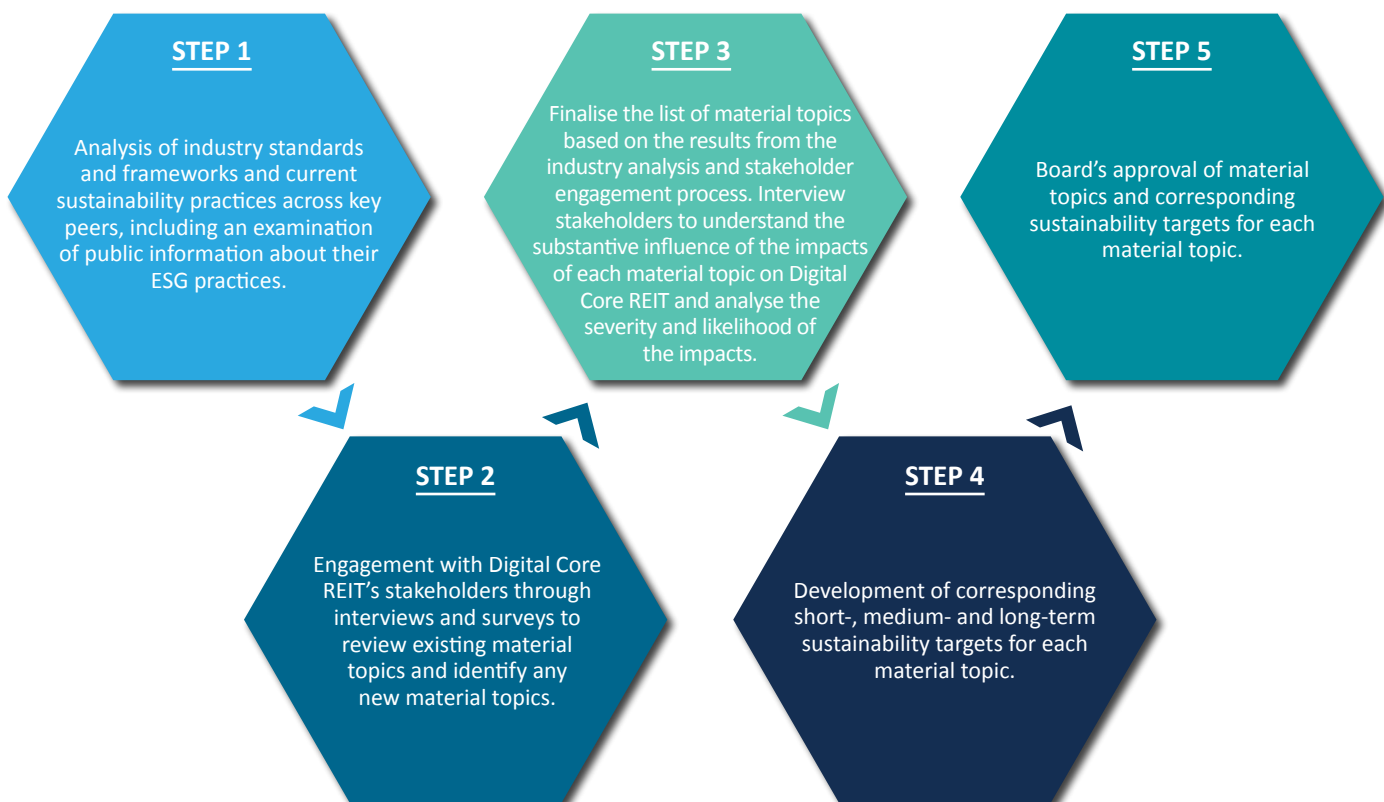 STEP 1
Analysis of industry standards
and frameworks and current
sustainability practices across key
peers, including an examination
of public information about their
ESG practices.
STEP 2
Engagement with Digital Core
REIT’s stakeholders through
interviews and surveys to
review existing material
topics and identify any
new material topics.
STEP 3
Finalise the list of material topics
based on the results from the
industry analysis and stakeholder
engagement process. Interview
stakeholders to understand the
substantive influence of the impacts
of each material topic on Digital
Core REIT and analyse the
severity and likelihood of
the impacts.
STEP 4
Development of corresponding
short-, medium- and long-term
sustainability targets for each
material topic.
STEP 5
Board’s approval of material
topics and corresponding
sustainability targets for each
material topic.